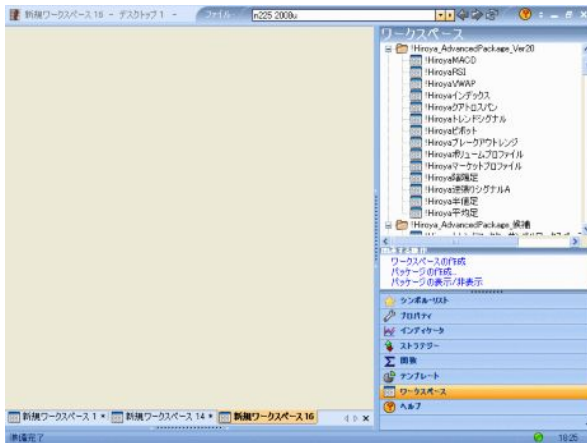 新規ワークスペース 16 - デスクトップ 1 -
ファイル
n225 2008u
ワークスペース
!Hiroya_AdvancedPackage_Ver20
!HiroyaMACD
!HiroyaRSI
!HiroyaVWAP
!Hiroyaインデックス
!Hiroyaクアトロスパン
!Hiroyaトレンドシグナル
!Hiroyaピボット
!Hiroyaブレークアウトレンジ
!Hiroyaボリュームプロファイル
!Hiroyaマーケットプロファイル
!Hiroya陰陽足
!Hiroya逆張りシグナルA
!Hiroya半値足
!Hiroya平均足
!Hiroya_AdvancedPackage_候補
ワークスペースの作成
パッケージの作成...
パッケージの表示/非表示
シンボル・リスト
プロパティ
インディケータ
ストラテジー
関数
テンプレート
ワークスペース
ヘルプ
新規ワークスペース 1 *
新規ワークスペース 14 *
新規ワークスペース 16
準備完了
18:25